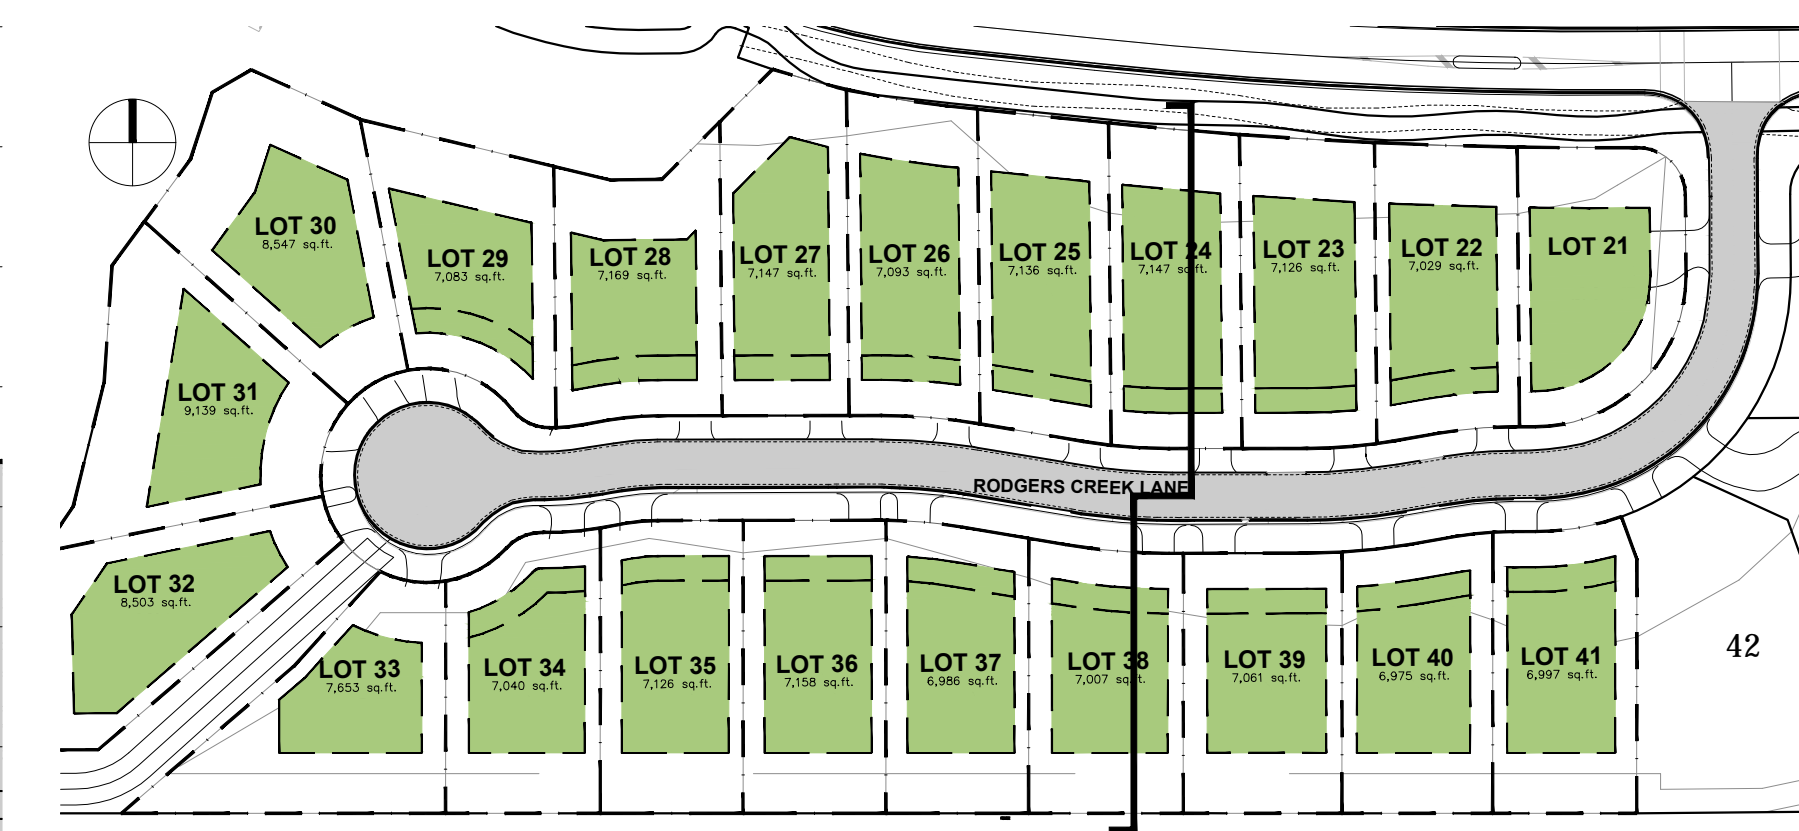 LOT 30
8,547 sq.ft.
LOT 29
7,083 sq.ft.
LOT 28
7,169 sq.ft.
LOT 27
7,147 sq.ft.
LOT 26
7,093 sq.ft.
LOT 25
7,136 sq.ft.
LOT 24
7,147 sq.ft.
LOT 23
7,126 sq.ft.
LOT 22
7,029 sq.ft.
LOT 21
LOT 31
9,139 sq.ft.
RODGERS CREEK LANE
LOT 32
8,503 sq.ft.
LOT 33
7,653 sq.ft.
LOT 34
7,040 sq.ft.
LOT 35
7,126 sq.ft.
LOT 36
7,158 sq.ft.
LOT 37
6,986 sq.ft.
LOT 38
7,007 sq.ft.
LOT 39
7,061 sq.ft.
LOT 40
6,975 sq.ft.
LOT 41
6,997 sq.ft.
42